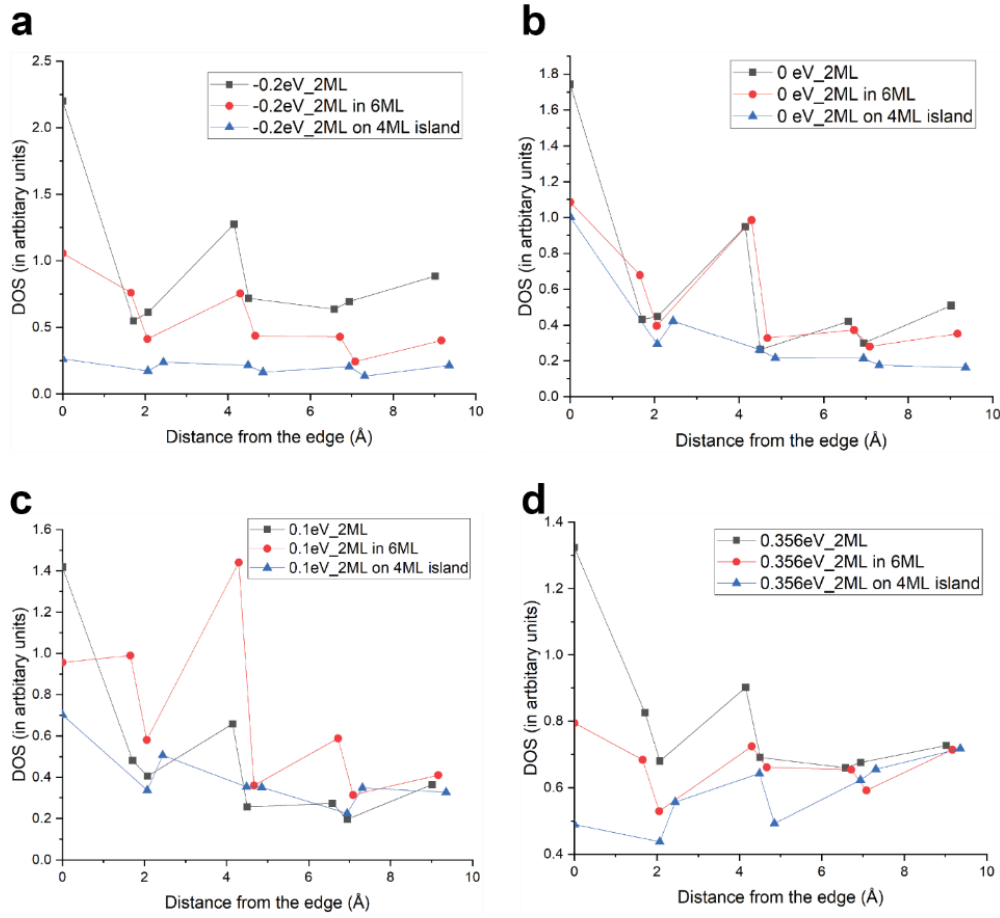 a
2.5
2.0
1.5
1.0
0.5
0.0
0 2 4 6 8 10
DOS (in artbitary units)
Distance from the edge (Å)
-0.2eV_2ML
-0.2eV_2ML in 6ML
-0.2eV_2ML on 4ML island
b
1.8
1.6
1.4
1.2
1.0
0.8
0.6
0.4
0.2
0.0
0 2 4 6 8 10
DOS (in artbitary units)
Distance from the edge (Å)
0 eV_2ML
0 eV_2ML in 6ML
0 eV_2ML on 4ML island
c
1.6
1.4
1.2
1.0
0.8
0.6
0.4
0.2
0.0
0 2 4 6 8 10
DOS (in artbitary units)
Distance from the edge (Å)
0.1eV_2ML
0.1eV_2ML in 6ML
0.1eV_2ML on 4ML island
d
1.4
1.2
1.0
0.8
0.6
0.4
0 2 4 6 8 10
DOS (in artbitary units)
Distance from the edge (Å)
0.356eV_2ML
0.356eV_2ML in 6ML
0.356eV_2ML on 4ML island